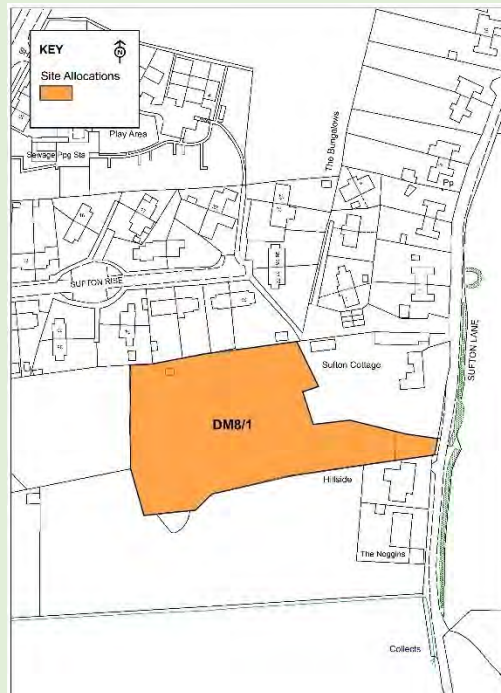 KEY
N
Site Allocations
Play Area
Sewage Ppg Sta
The Bungalows
Pp
SUFTON RISE
SUFTON LANE
Sufton Cottage
DM8/1
Hillside
The Noggins
Collects